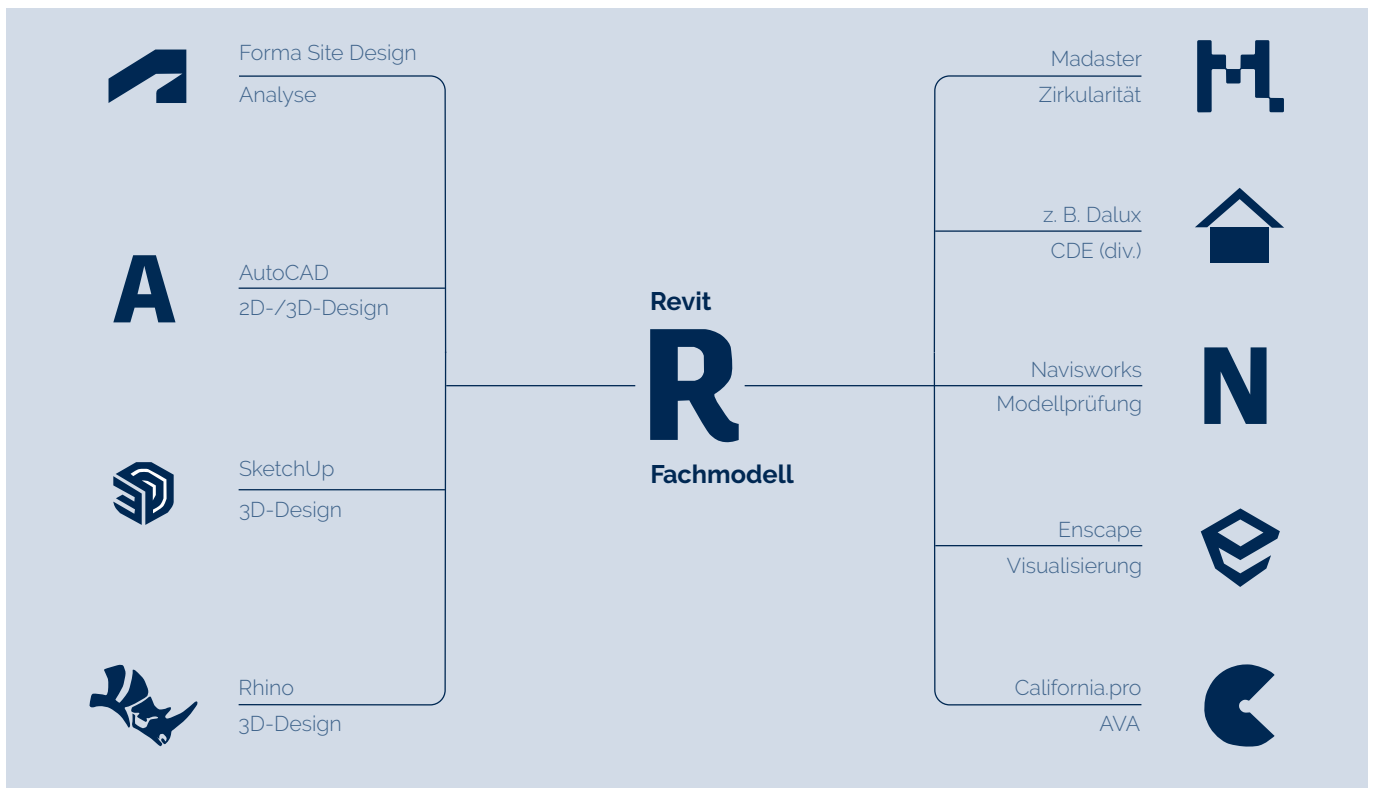 Forma Site Design
Analyse
AutoCAD
2D-/3D-Design
SketchUp
3D-Design
Rhino
3D-Design
Revit
R
Fachmodell
Madaster
Zirkularität
z. B. Dalux
CDE (div.)
Navisworks
Modellprüfung
Enscape
Visualisierung
California.pro
AVA
A
N